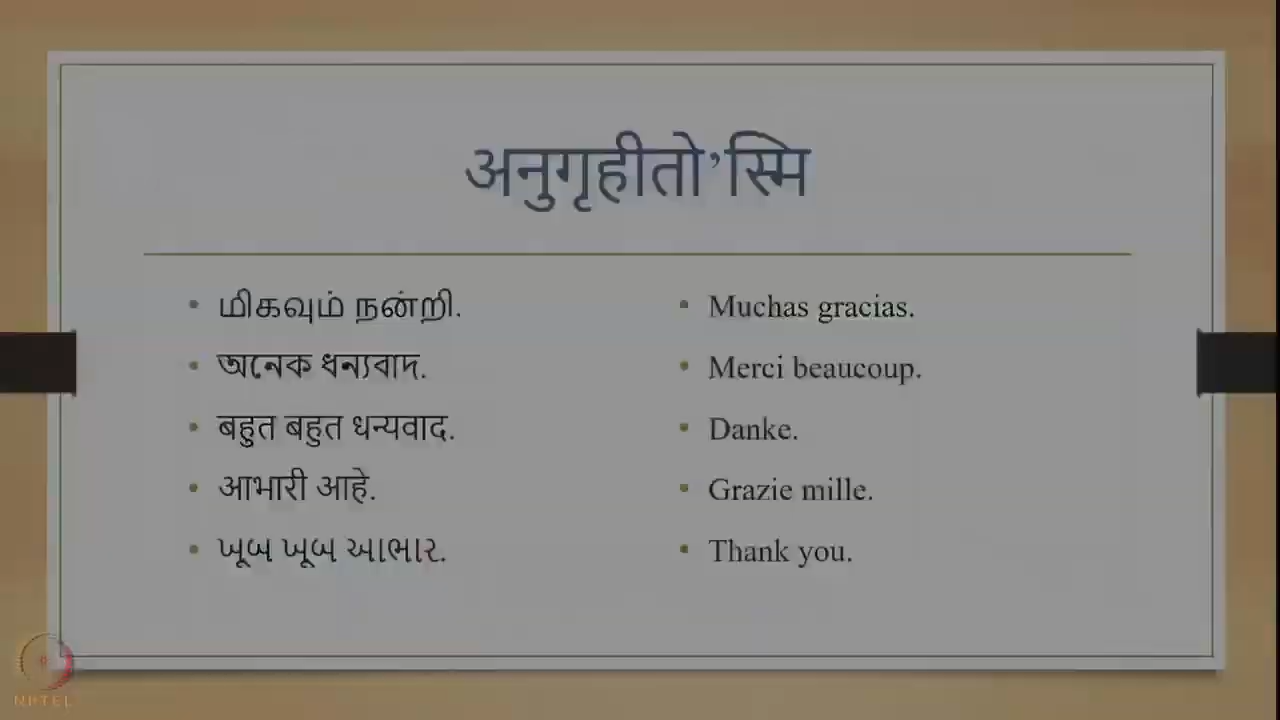 अनुगृहीतो’स्मि
மிகவும் நன்றி.
অনেক ধন্যবাদ.
बहुत बहुत धन्यवाद.
आभारी आहे.
ખૂબ ખૂબ આભાર.
Muchas gracias.
Merci beaucoup.
Danke.
Grazie mille.
Thank you.
NPTEL